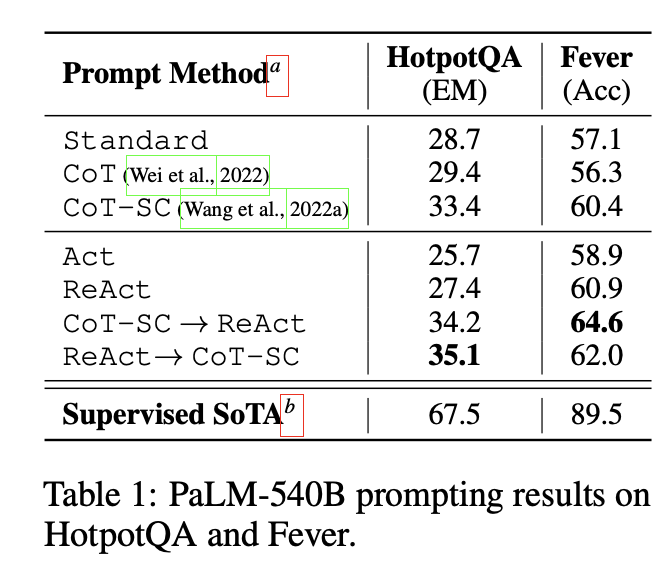 Prompt Method^a HotpotQA Fever
(EM) (Acc)
Standard 28.7 57.1
CoT (Wei et al., 2022) 29.4 56.3
CoT-SC (Wang et al., 2022a) 33.4 60.4
Act 25.7 58.9
ReAct 27.4 60.9
CoT-SC → ReAct 34.2 64.6
ReAct → CoT-SC 35.1 62.0
Supervised SoTA^b 67.5 89.5
Table 1: PaLM-540B prompting results on
HotpotQA and Fever.